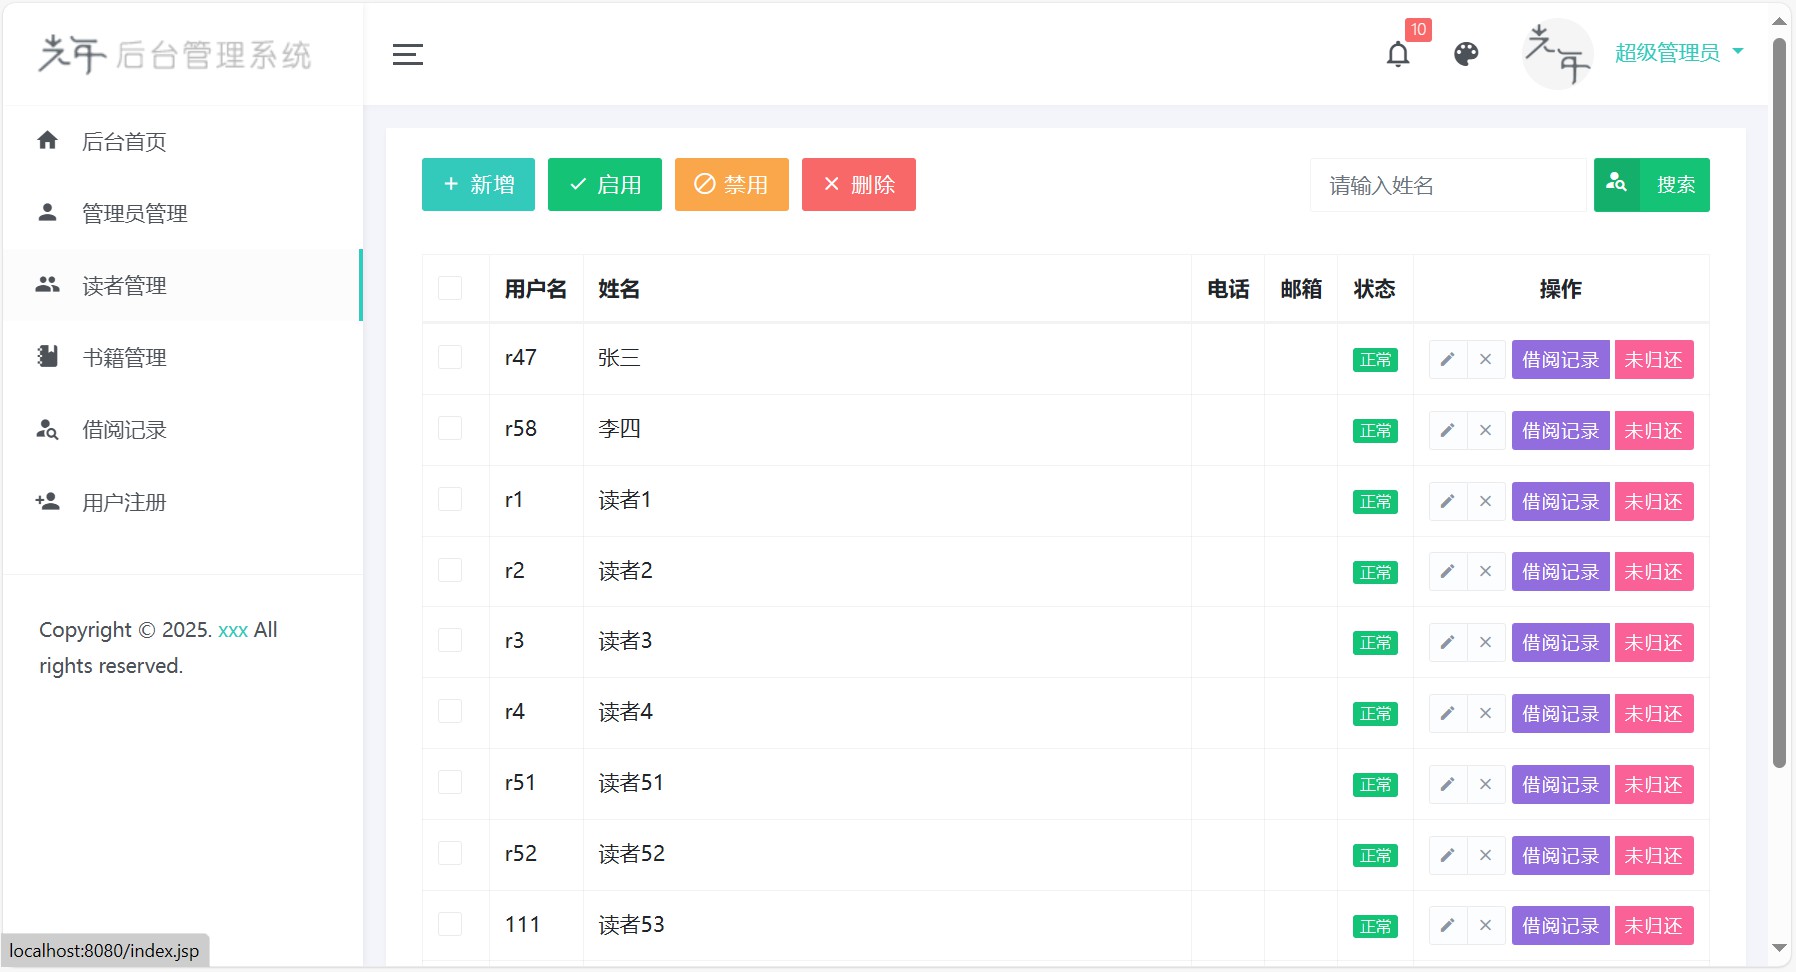 光年 后台管理系统
10
光年
超级管理员
后台首页
管理员管理
读者管理
书籍管理
借阅记录
用户注册
Copyright © 2025. xxx All
rights reserved.
新增 启用 禁用 删除
请输入姓名 搜索
用户名 姓名 电话 邮箱 状态 操作
r47 张三 正常 借阅记录 未归还
r58 李四 正常 借阅记录 未归还
r1 读者1 正常 借阅记录 未归还
r2 读者2 正常 借阅记录 未归还
r3 读者3 正常 借阅记录 未归还
r4 读者4 正常 借阅记录 未归还
r51 读者51 正常 借阅记录 未归还
r52 读者52 正常 借阅记录 未归还
111 读者53 正常 借阅记录 未归还
localhost:8080/index.jsp